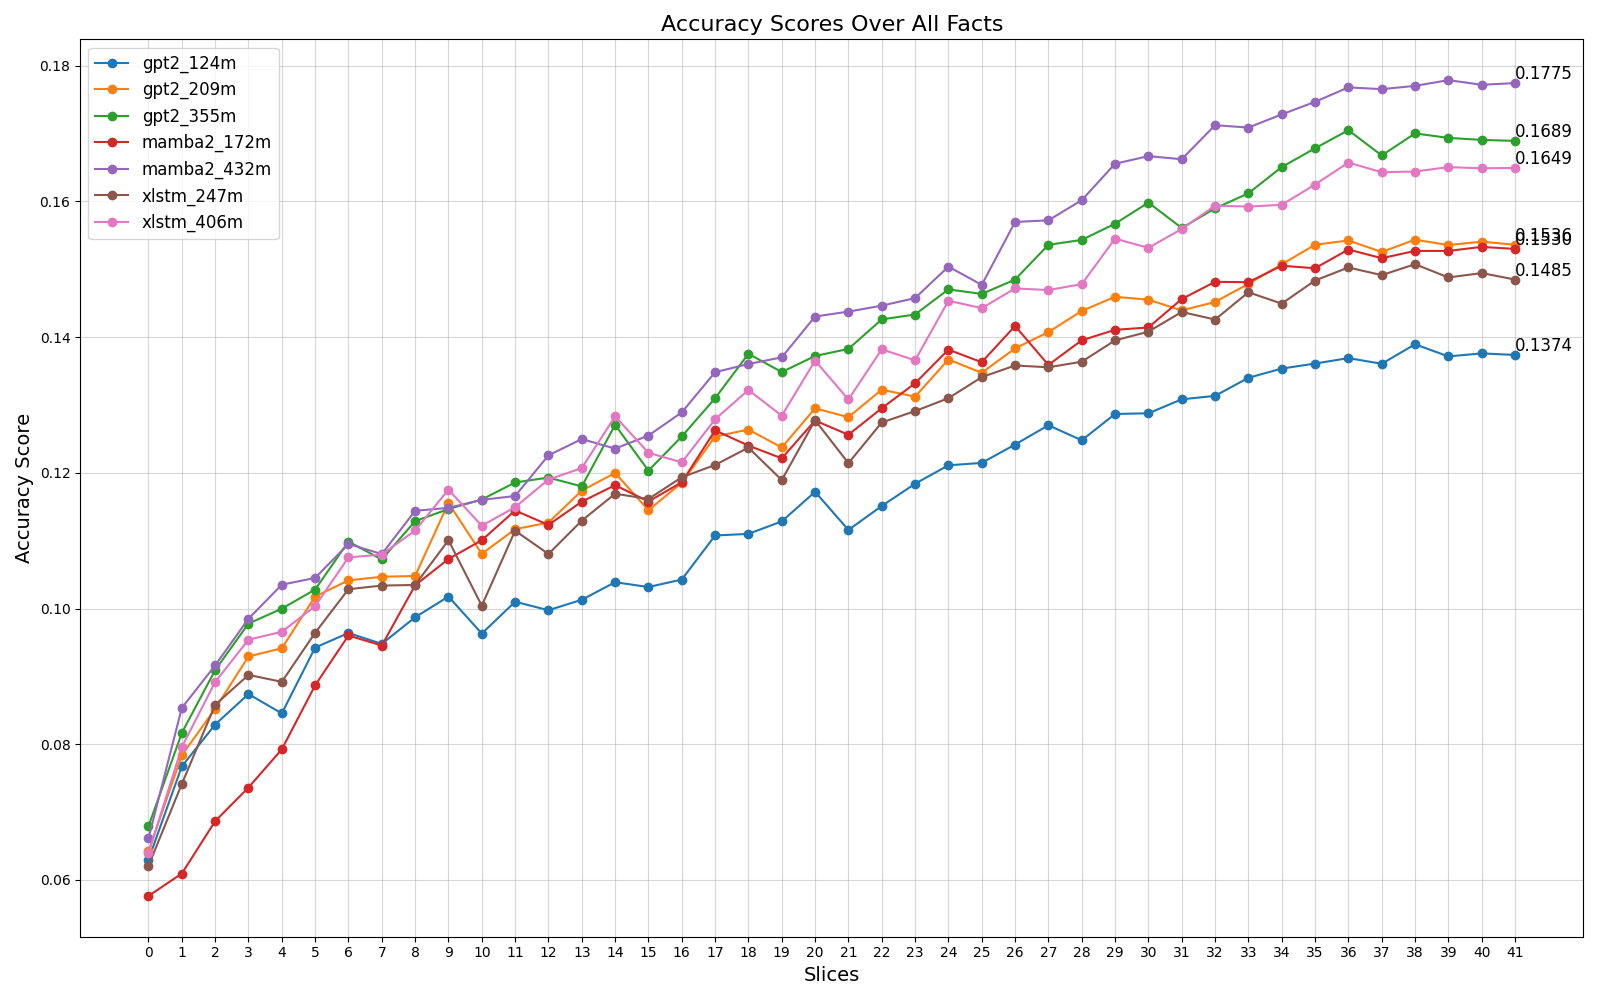 Accuracy Scores Over All Facts
gpt2_124m
gpt2_209m
gpt2_355m
mamba2_172m
mamba2_432m
xlstm_247m
xlstm_406m
Accuracy Score
0.18
0.16
0.14
0.12
0.10
0.08
0.06
0.1775
0.1689
0.1649
0.1536
0.1530
0.1485
0.1374
0 1 2 3 4 5 6 7 8 9 10 11 12 13 14 15 16 17 18 19 20 21 22 23 24 25 26 27 28 29 30 31 32 33 34 35 36 37 38 39 40 41
Slices